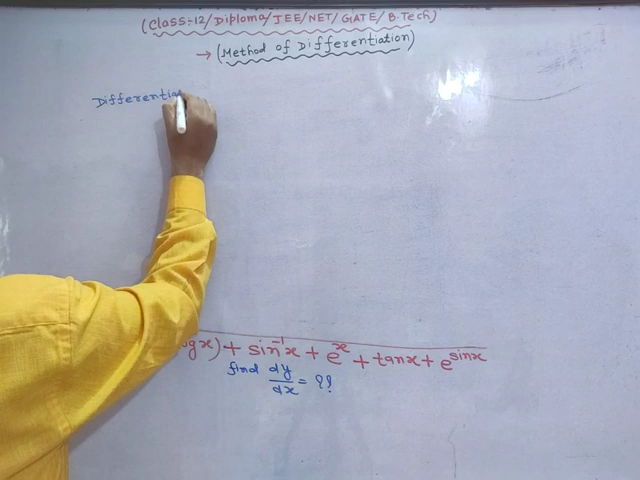 (Class:-12/Diploma/JEE/NET/GATE/B.Tech)
→ (Method of Differentiation)
Differentia
ogx) + sin⁻¹x + eˣ + tanx + e^sinx
find dy/dx = ??